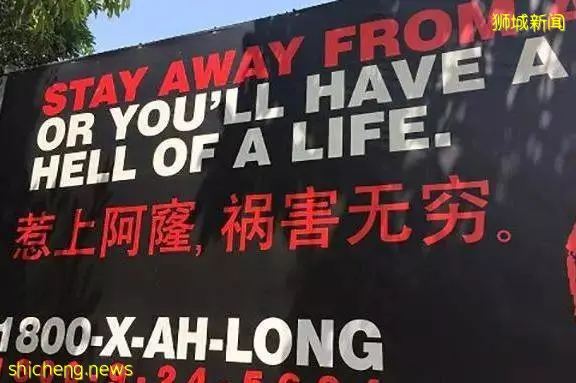 狮城新闻
STAY AWAY FROM
OR YOU'LL HAVE A
HELL OF A LIFE.
惹上阿窿,祸害无穷。
1800-X-AH-LONG
shicheng.news